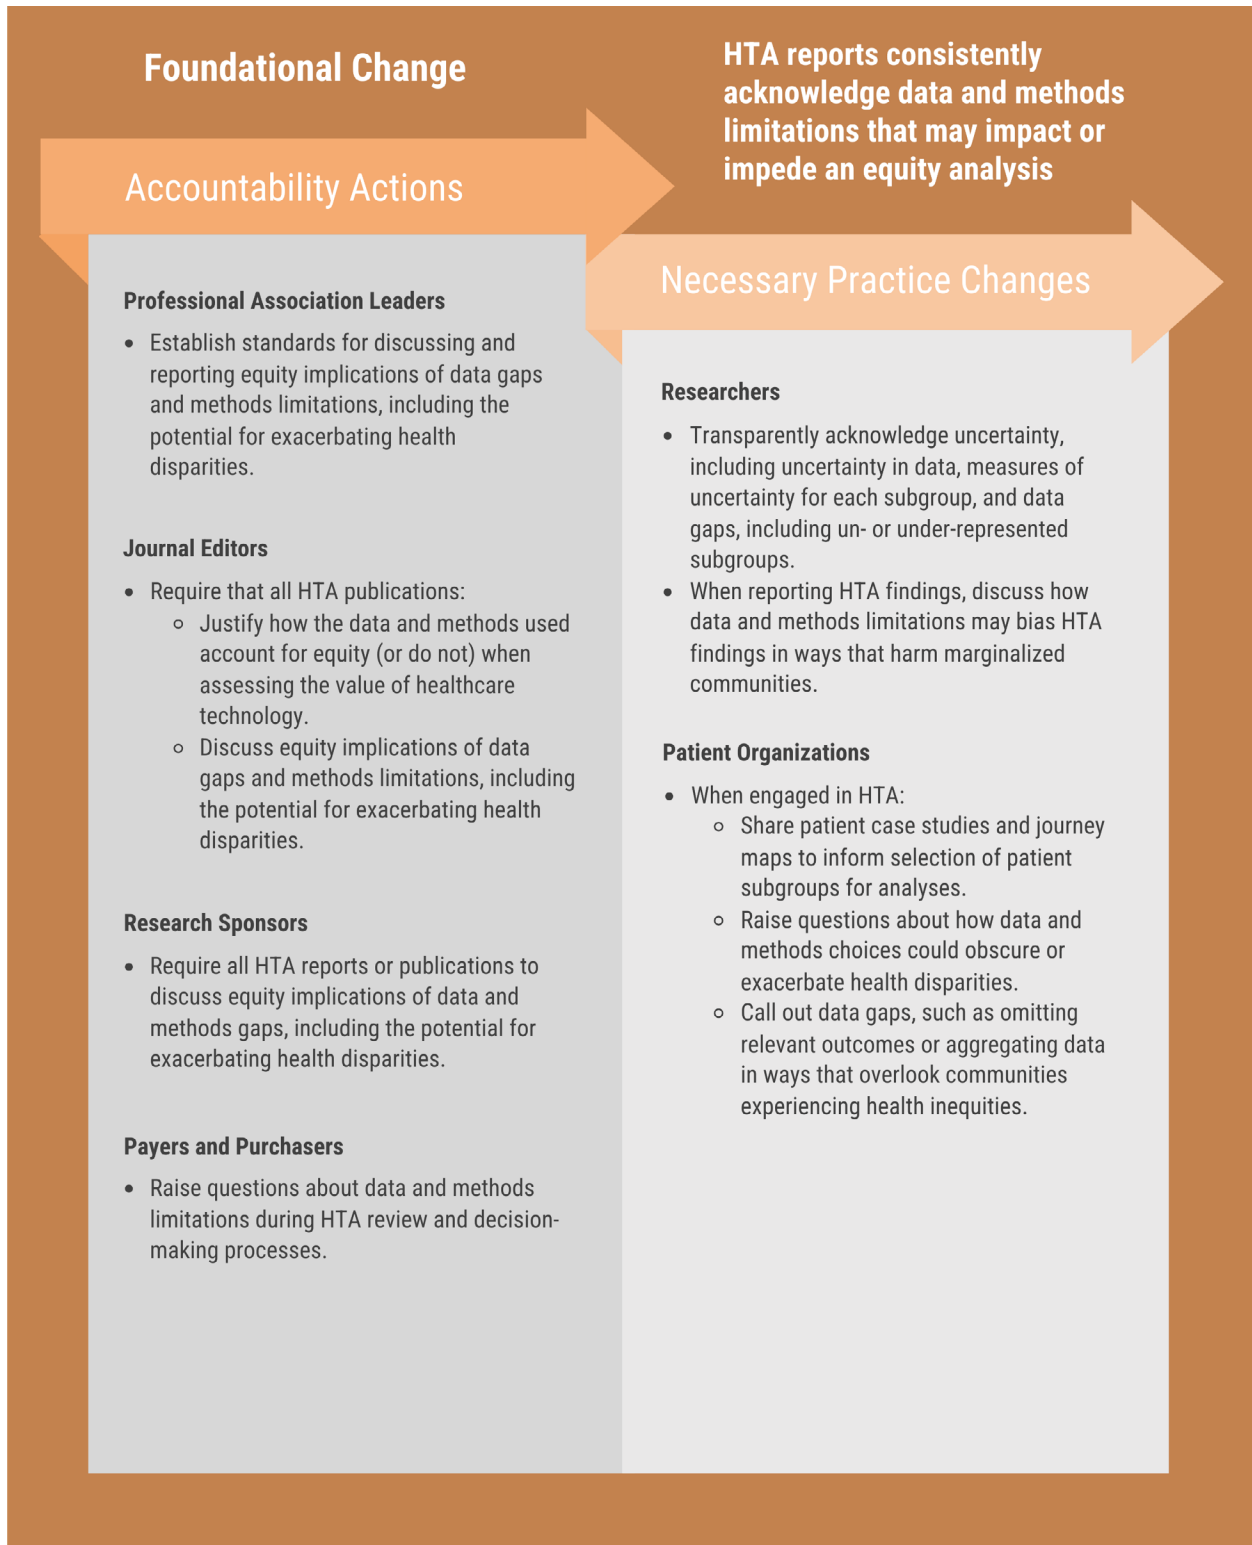 Foundational Change
HTA reports consistently
acknowledge data and methods
limitations that may impact or
impede an equity analysis
Accountability Actions
Professional Association Leaders
• Establish standards for discussing and
reporting equity implications of data gaps
and methods limitations, including the
potential for exacerbating health
disparities.
Journal Editors
• Require that all HTA publications:
◦ Justify how the data and methods used
account for equity (or do not) when
assessing the value of healthcare
technology.
◦ Discuss equity implications of data
gaps and methods limitations, including
the potential for exacerbating health
disparities.
Research Sponsors
• Require all HTA reports or publications to
discuss equity implications of data and
methods gaps, including the potential for
exacerbating health disparities.
Payers and Purchasers
• Raise questions about data and methods
limitations during HTA review and decision-
making processes.
Necessary Practice Changes
Researchers
• Transparently acknowledge uncertainty,
including uncertainty in data, measures of
uncertainty for each subgroup, and data
gaps, including un- or under-represented
subgroups.
• When reporting HTA findings, discuss how
data and methods limitations may bias HTA
findings in ways that harm marginalized
communities.
Patient Organizations
• When engaged in HTA:
◦ Share patient case studies and journey
maps to inform selection of patient
subgroups for analyses.
◦ Raise questions about how data and
methods choices could obscure or
exacerbate health disparities.
◦ Call out data gaps, such as omitting
relevant outcomes or aggregating data
in ways that overlook communities
experiencing health inequities.